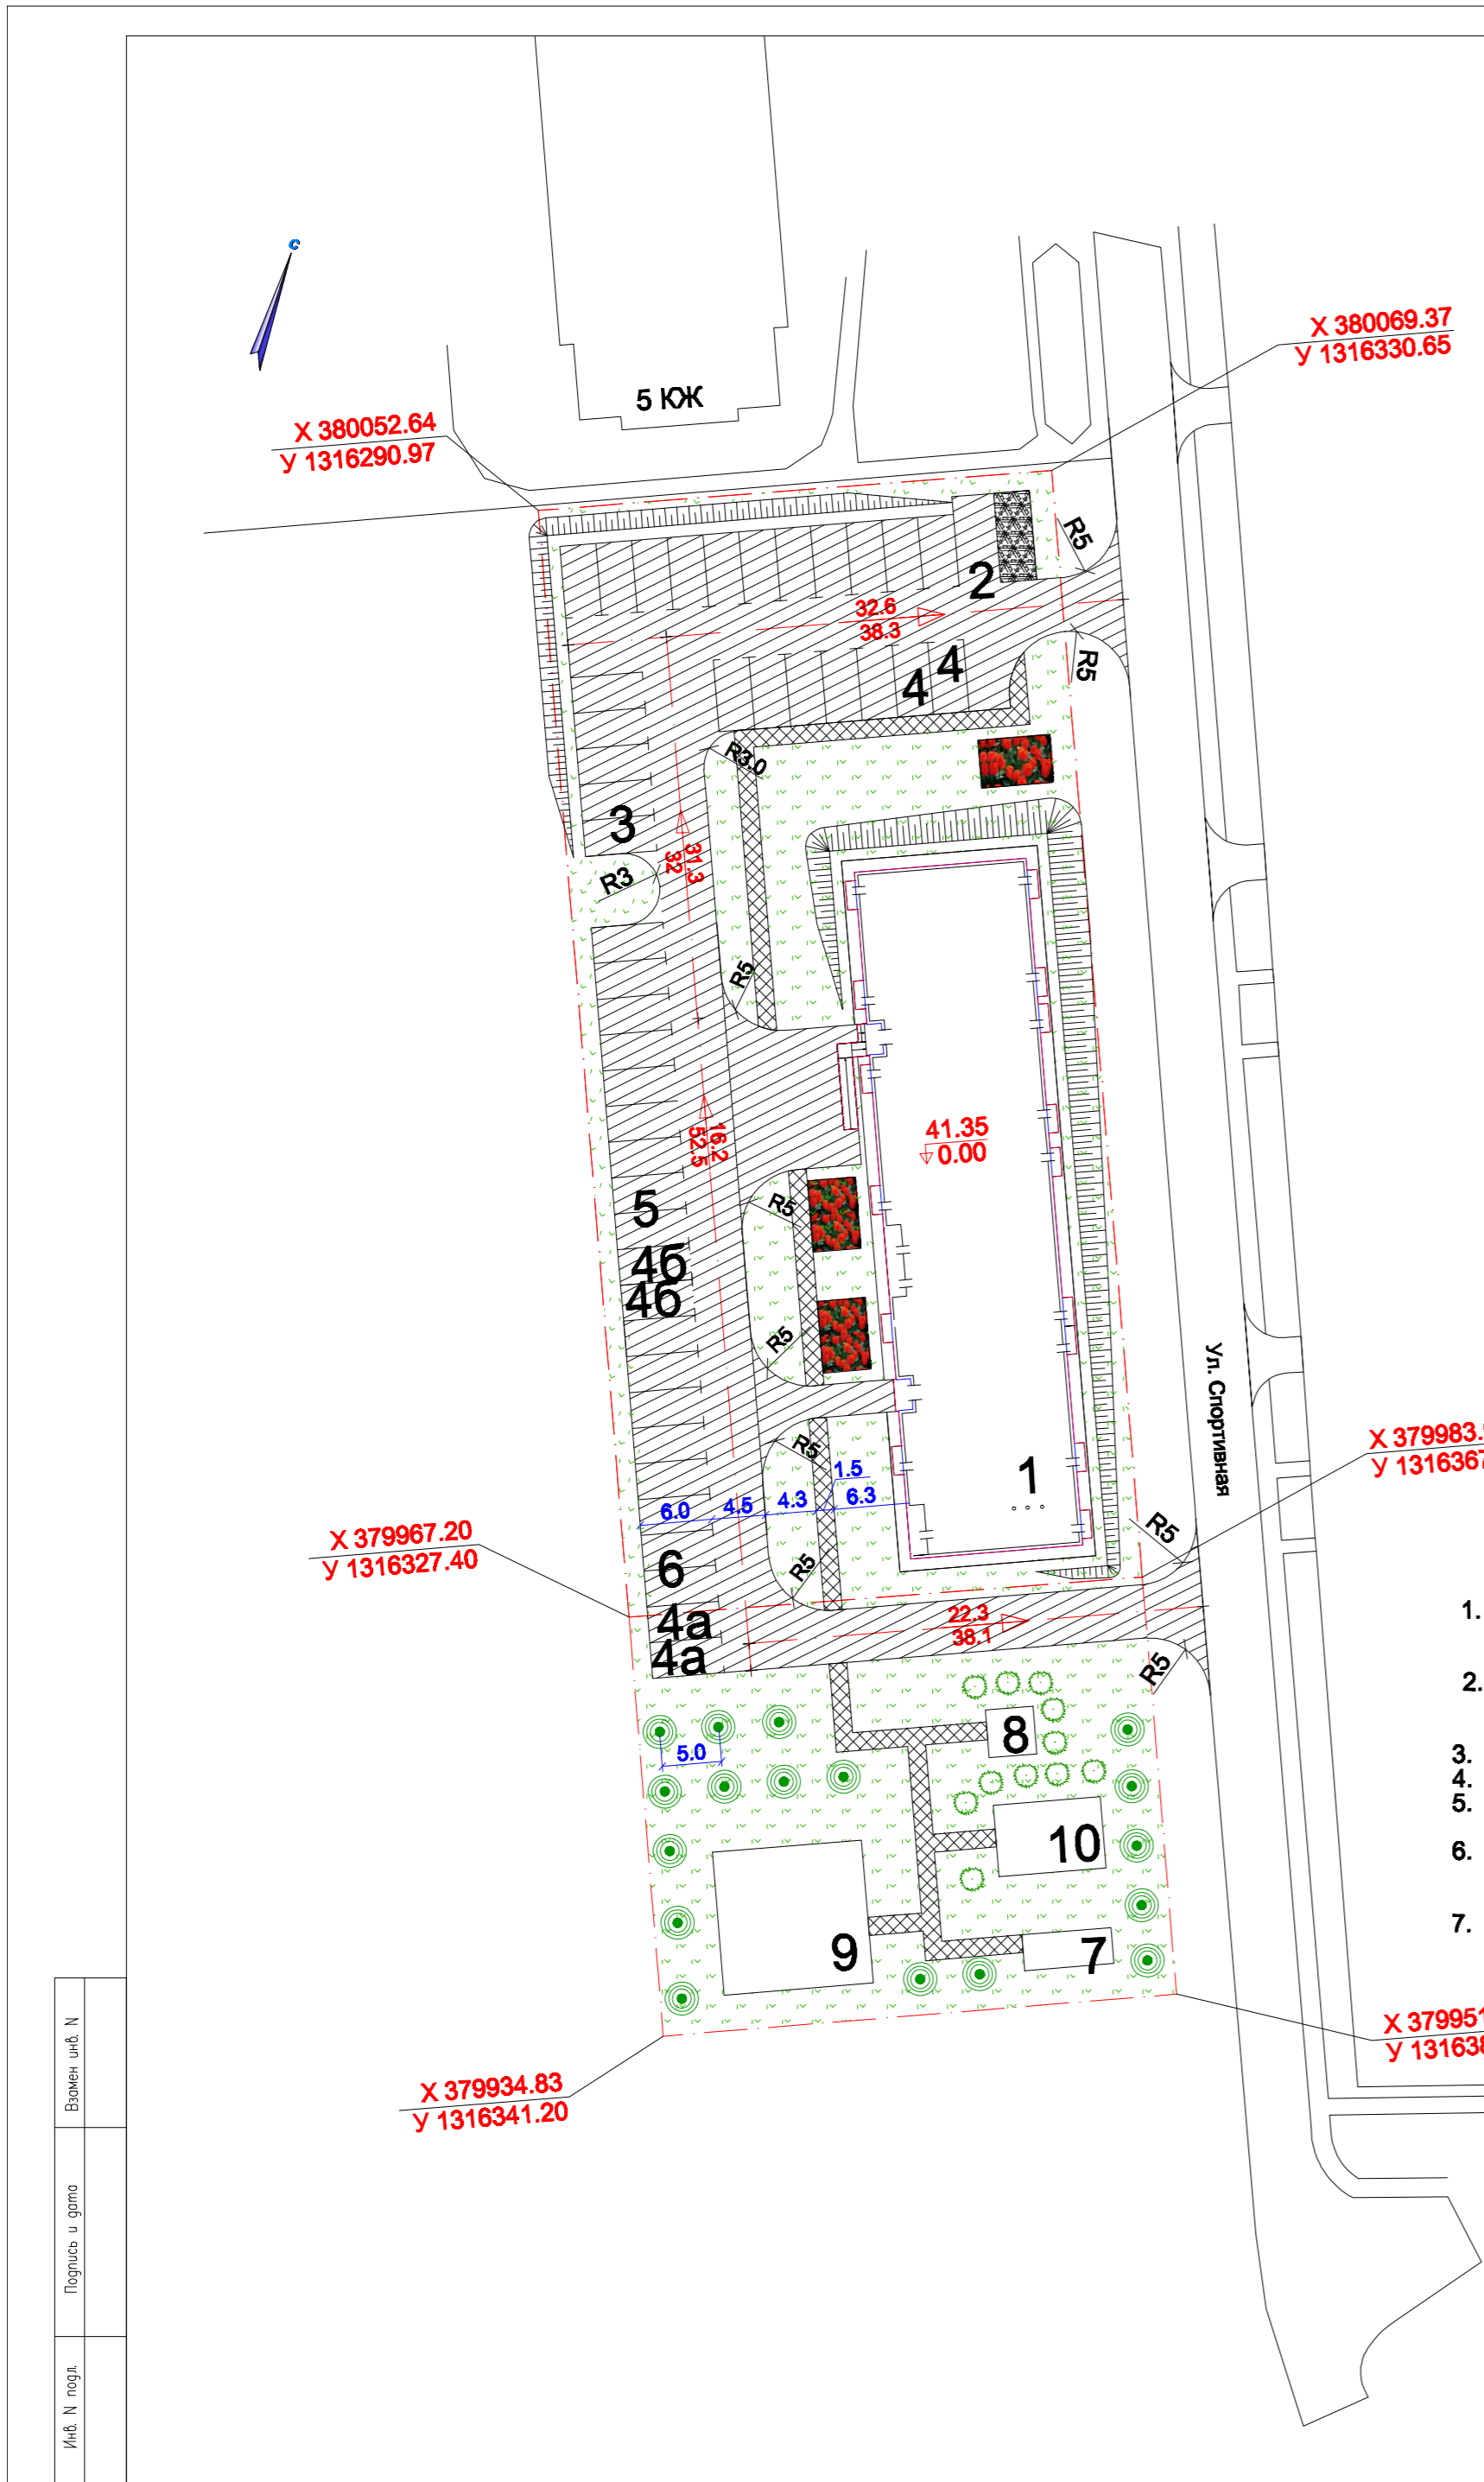 с
X 380069.37
У 1316330.65
5 КЖ
X 380052.64
У 1316290.97
R5
2
32.6
38.3
4
4
R5
R3.0
3
31.3
32
R3
R5
41.35
0.00
16.2
52.5
5
4б
4б
R5
R5
Ул. Спортивная
X 379983.
У 1316367
R5
1
1.5
6.0
4.5
4.3
6.3
R5
R5
X 379967.20
У 1316327.40
6
4а
4а
22.3
38.1
R5
1.
2.
3.
4.
5.
6.
7.
8
5.0
10
9
7
X 379951
У 131638
X 379934.83
У 1316341.20
Взамен инв. N
Подпись и дата
Инв. N подл.